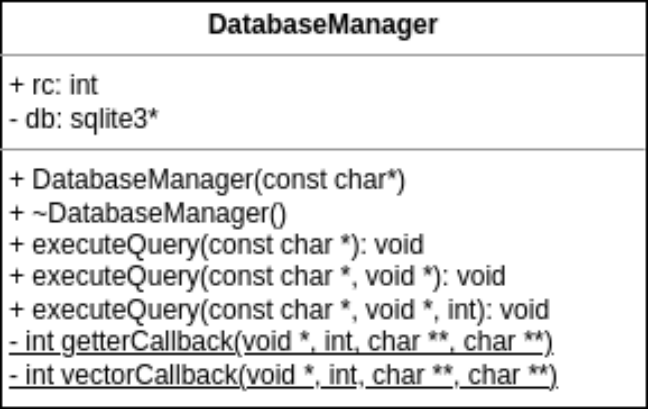 DatabaseManager
+ rc: int
- db: sqlite3*
+ DatabaseManager(const char*)
+ ~DatabaseManager()
+ executeQuery(const char *): void
+ executeQuery(const char *, void *): void
+ executeQuery(const char *, void *, int): void
- int getterCallback(void *, int, char **, char **)
- int vectorCallback(void *, int, char **, char **)